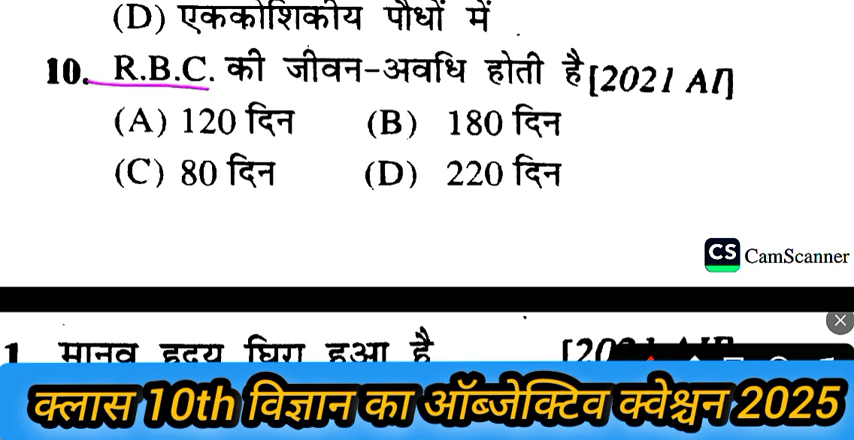 (D) एककोशिकीय पौधों में
10. R.B.C. की जीवन-अवधि होती है [2021 AI]
(A) 120 दिन (B) 180 दिन
(C) 80 दिन (D) 220 दिन
CS CamScanner
1 मानव हृदय घिरा हुआ है
क्लास 10th विज्ञान का ऑब्जेक्टिव क्वेश्चन 2025